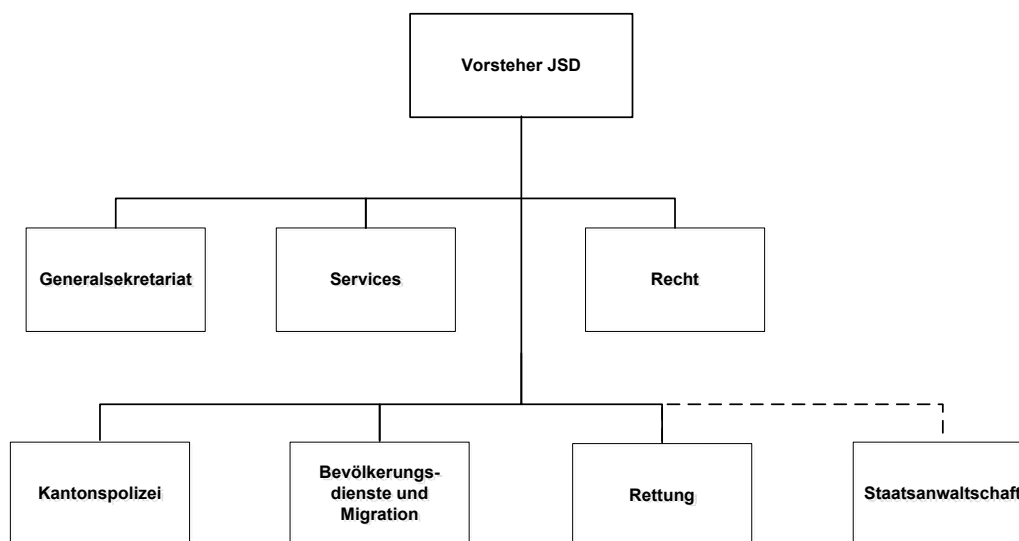 Vorsteher JSD
Generalsekretariat
Services
Recht
Kantonspolizei
Bevölkerungs-
dienste und
Migration
Rettung
Staatsanwaltschaft